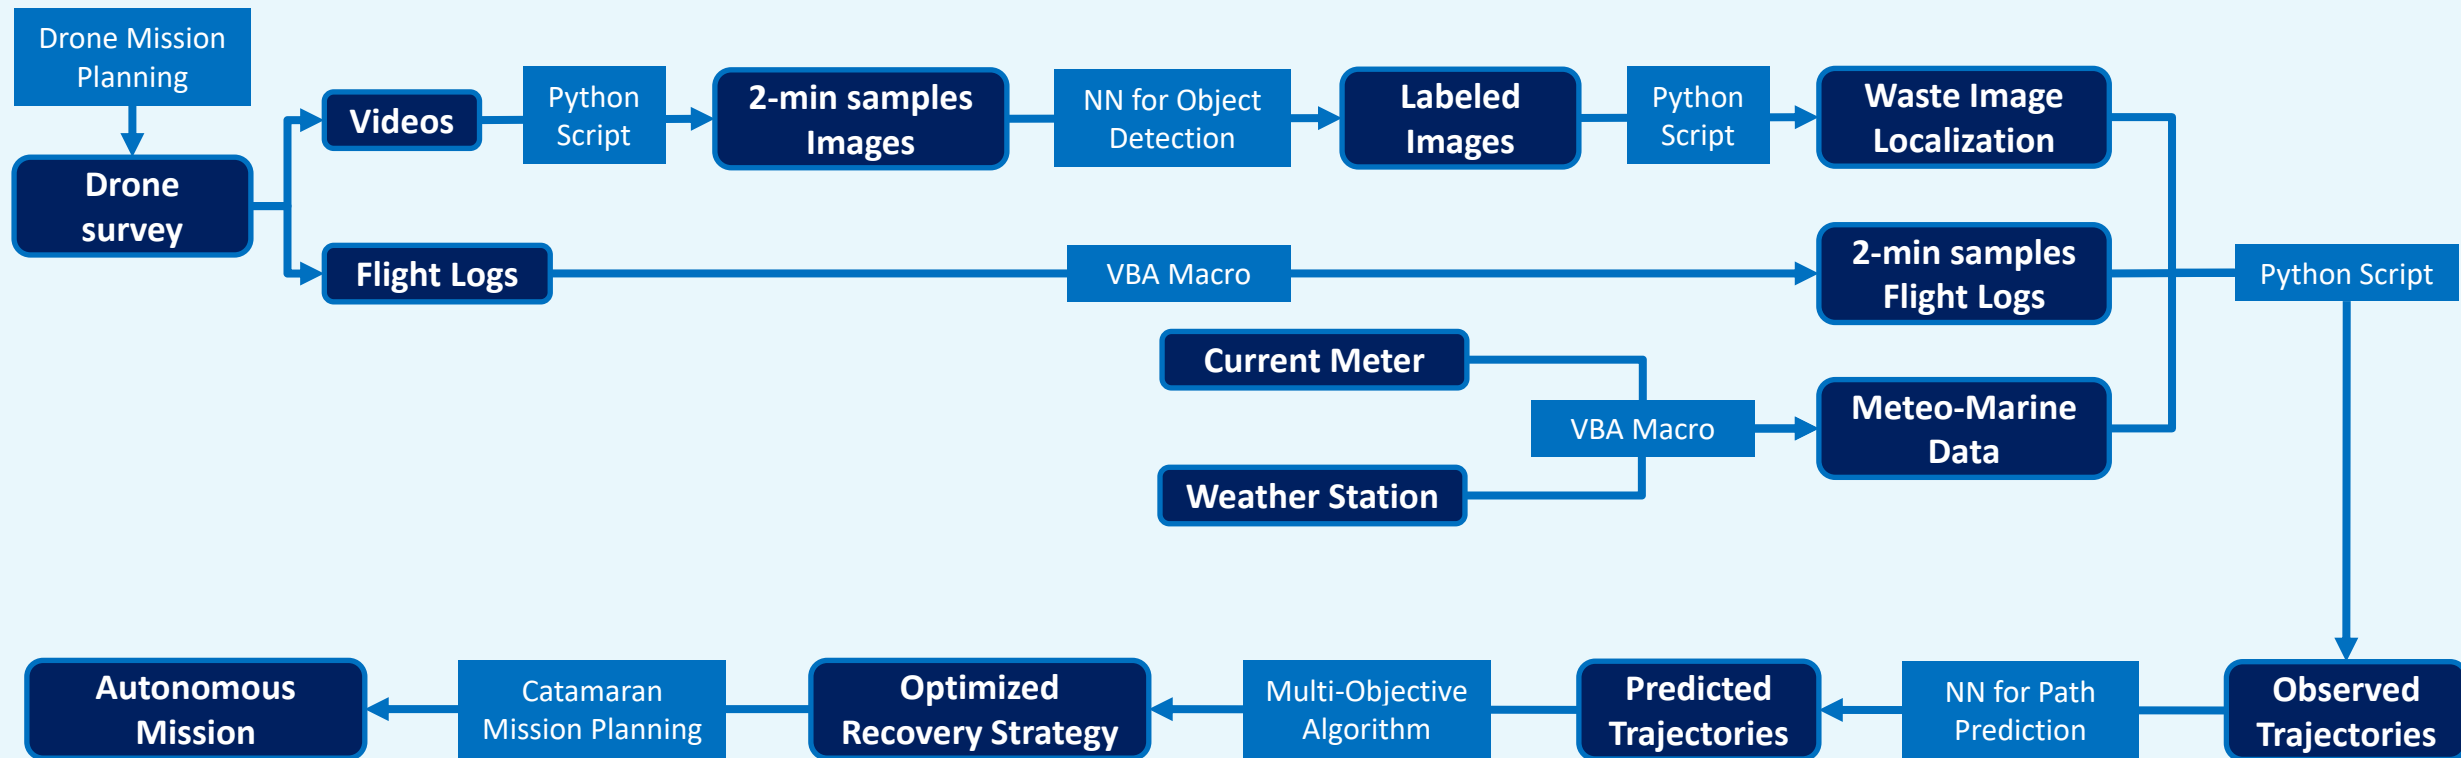 Drone Mission
Planning
Drone
survey
Videos
Python
Script
2-min samples
Images
NN for Object
Detection
Labeled
Images
Python
Script
Waste Image
Localization
Flight Logs
VBA Macro
2-min samples
Flight Logs
Python Script
Current Meter
Weather Station
VBA Macro
Meteo-Marine
Data
Autonomous
Mission
Catamaran
Mission Planning
Optimized
Recovery Strategy
Multi-Objective
Algorithm
Predicted
Trajectories
NN for Path
Prediction
Observed
Trajectories